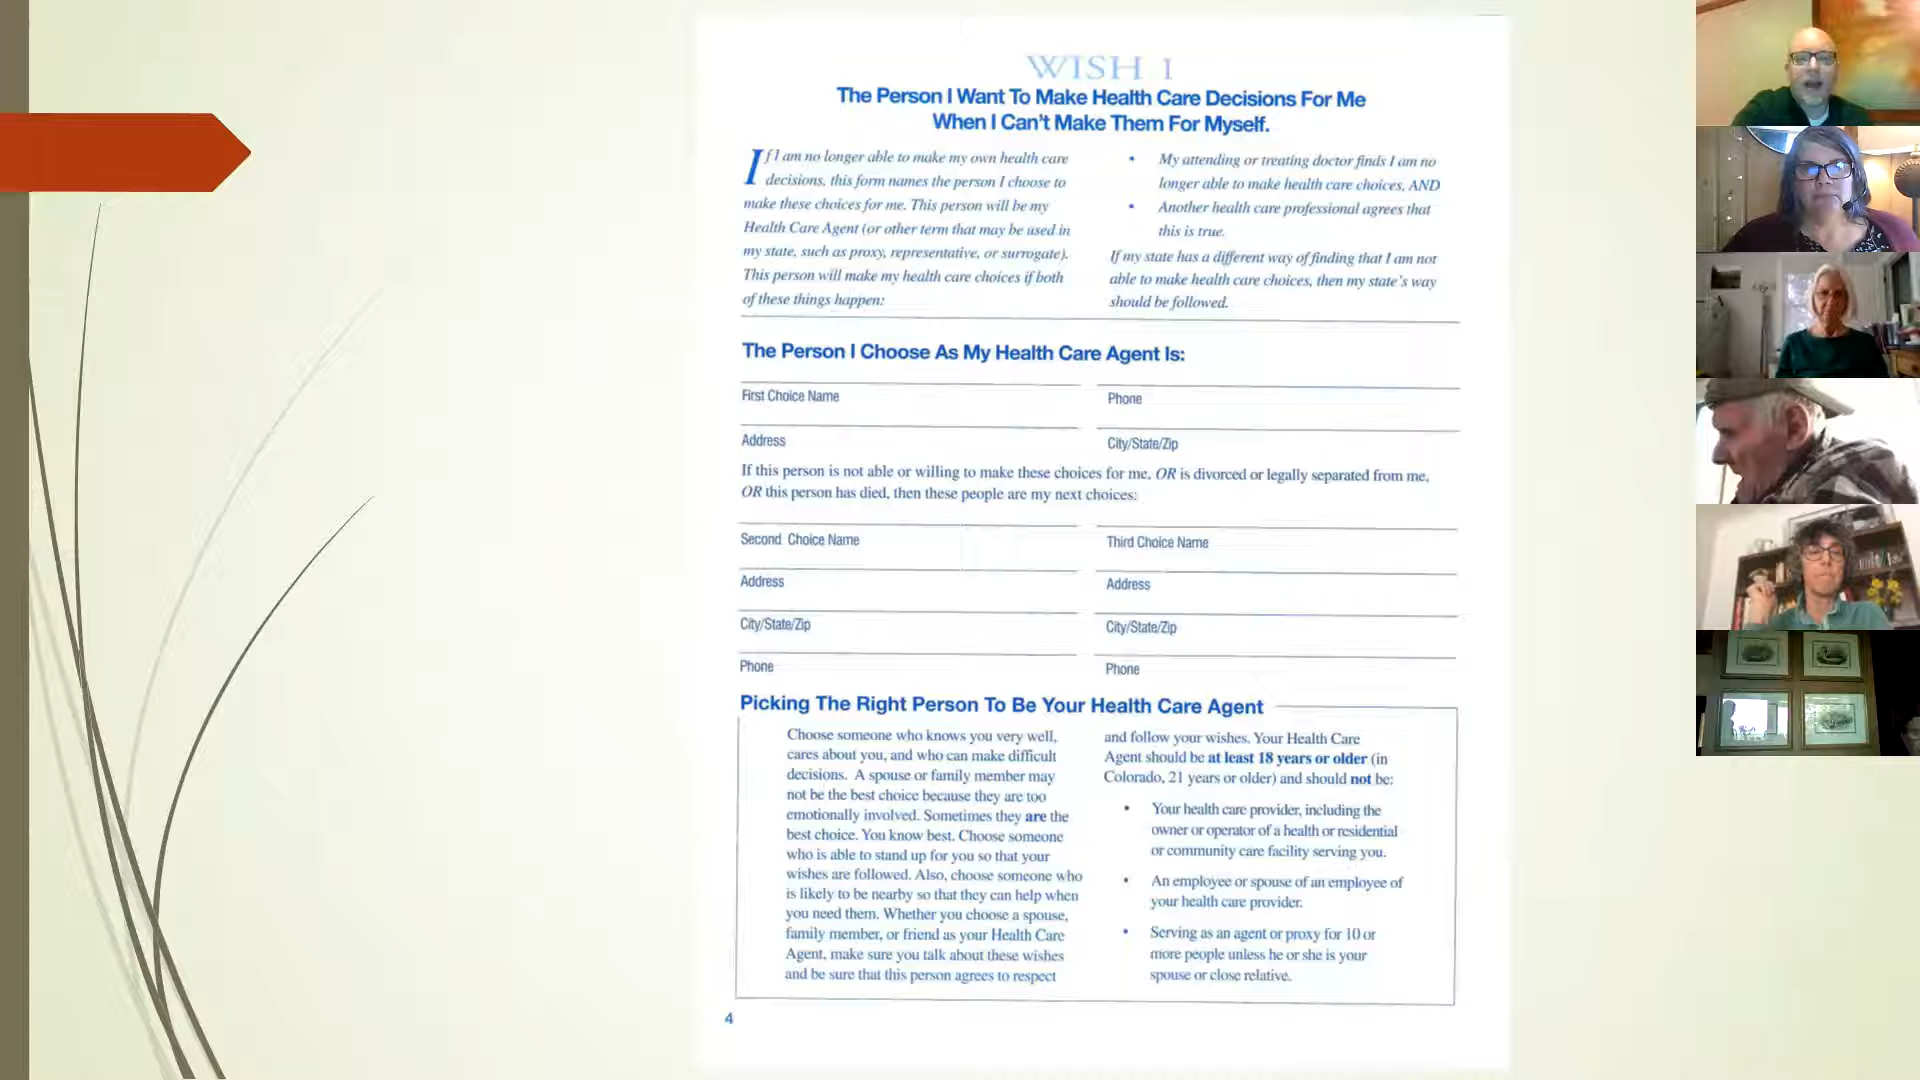 WISH 1
The Person I Want To Make Health Care Decisions For Me
When I Can't Make Them For Myself.
If I am no longer able to make my own health care
decisions, this form names the person I choose to
make these choices for me. This person will be my
Health Care Agent (or other term that may be used in
my state, such as proxy, representative, or surrogate).
This person will make my health care choices if both
of these things happen:
• My attending or treating doctor finds I am no
longer able to make health care choices, AND
• Another health care professional agrees that
this is true.
If my state has a different way of finding that I am not
able to make health care choices, then my state's way
should be followed.
The Person I Choose As My Health Care Agent Is:
First Choice Name
Phone
Address
City/State/Zip
If this person is not able or willing to make these choices for me, OR is divorced or legally separated from me,
OR this person has died, then these people are my next choices:
Second Choice Name
Third Choice Name
Address
Address
City/State/Zip
City/State/Zip
Phone
Phone
Picking The Right Person To Be Your Health Care Agent
Choose someone who knows you very well,
cares about you, and who can make difficult
decisions. A spouse or family member may
not be the best choice because they are too
emotionally involved. Sometimes they are the
best choice. You know best. Choose someone
who is able to stand up for you so that your
wishes are followed. Also, choose someone who
is likely to be nearby so that they can help when
you need them. Whether you choose a spouse,
family member, or friend as your Health Care
Agent, make sure you talk about these wishes
and be sure that this person agrees to respect
and follow your wishes. Your Health Care
Agent should be at least 18 years or older (in
Colorado, 21 years or older) and should not be:
• Your health care provider, including the
owner or operator of a health or residential
or community care facility serving you.
• An employee or spouse of an employee of
your health care provider.
• Serving as an agent or proxy for 10 or
more people unless he or she is your
spouse or close relative.
4